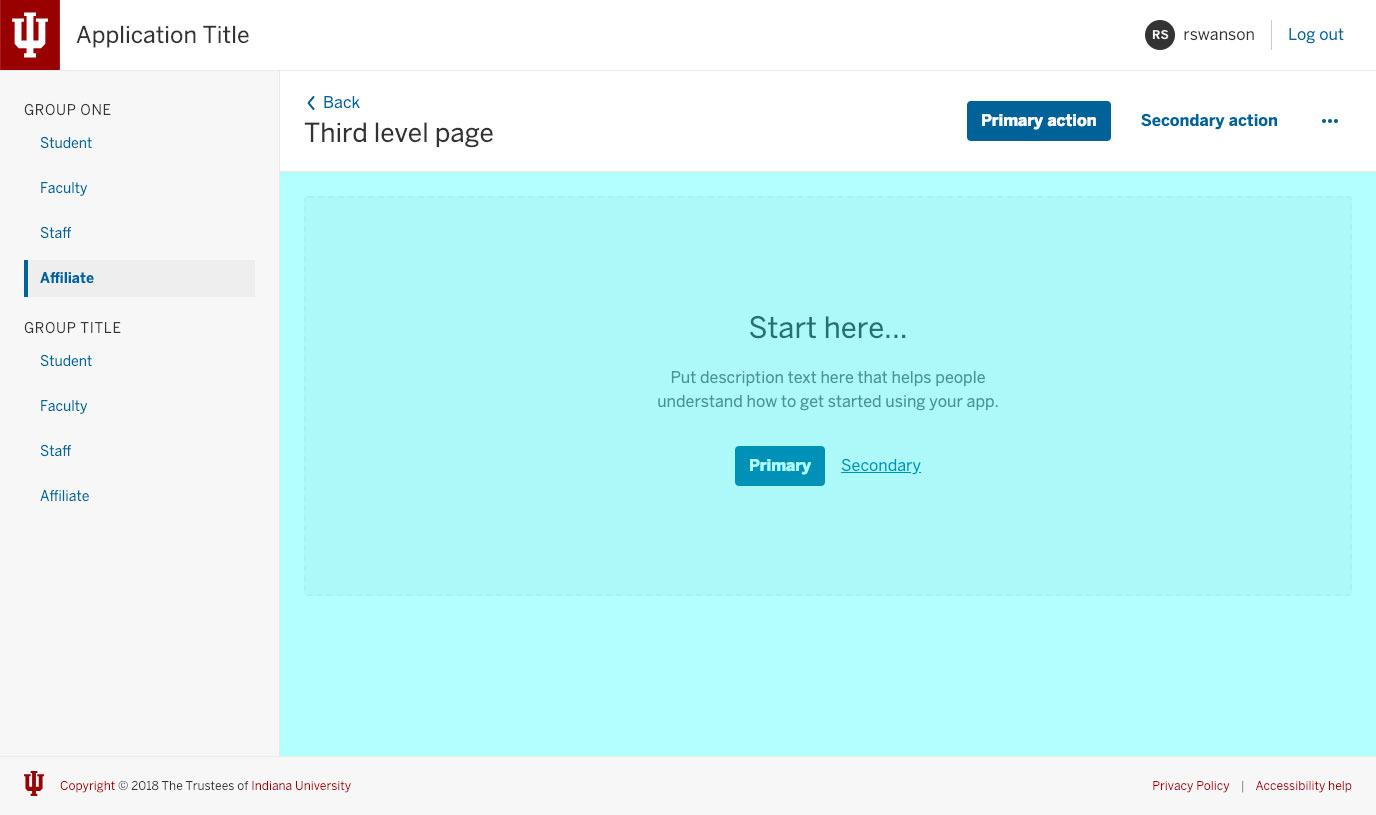 Application Title
RS rswanson Log out
GROUP ONE
Student
Faculty
Staff
Affiliate
GROUP TITLE
Student
Faculty
Staff
Affiliate
Back
Third level page
Primary action Secondary action
Start here...
Put description text here that helps people
understand how to get started using your app.
Primary Secondary
Copyright © 2018 The Trustees of Indiana University
Privacy Policy | Accessibility help